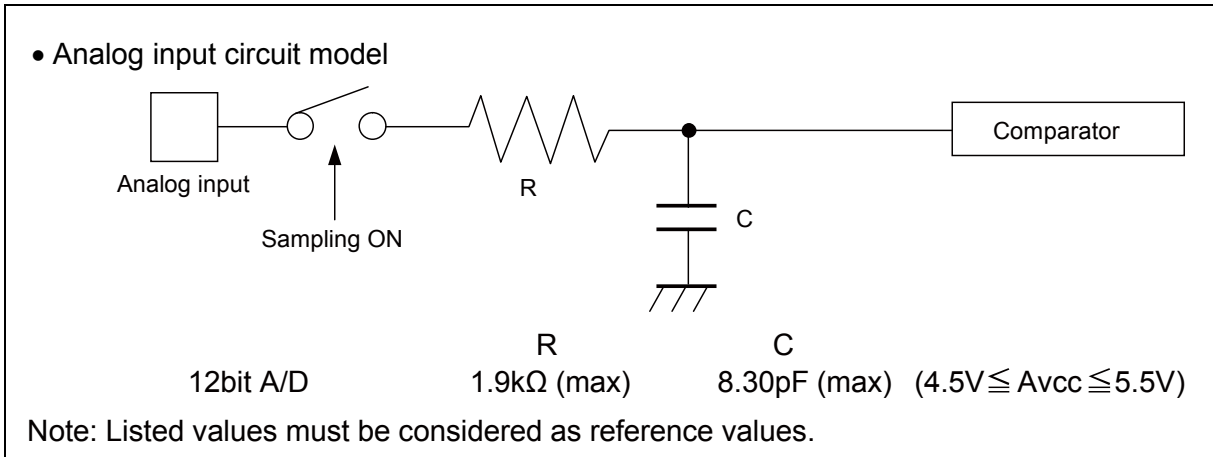 • Analog input circuit model
Analog input
Sampling ON
R
C
Comparator
R C
12bit A/D 1.9kΩ (max) 8.30pF (max) (4.5V≦ Avcc ≦5.5V)
Note: Listed values must be considered as reference values.